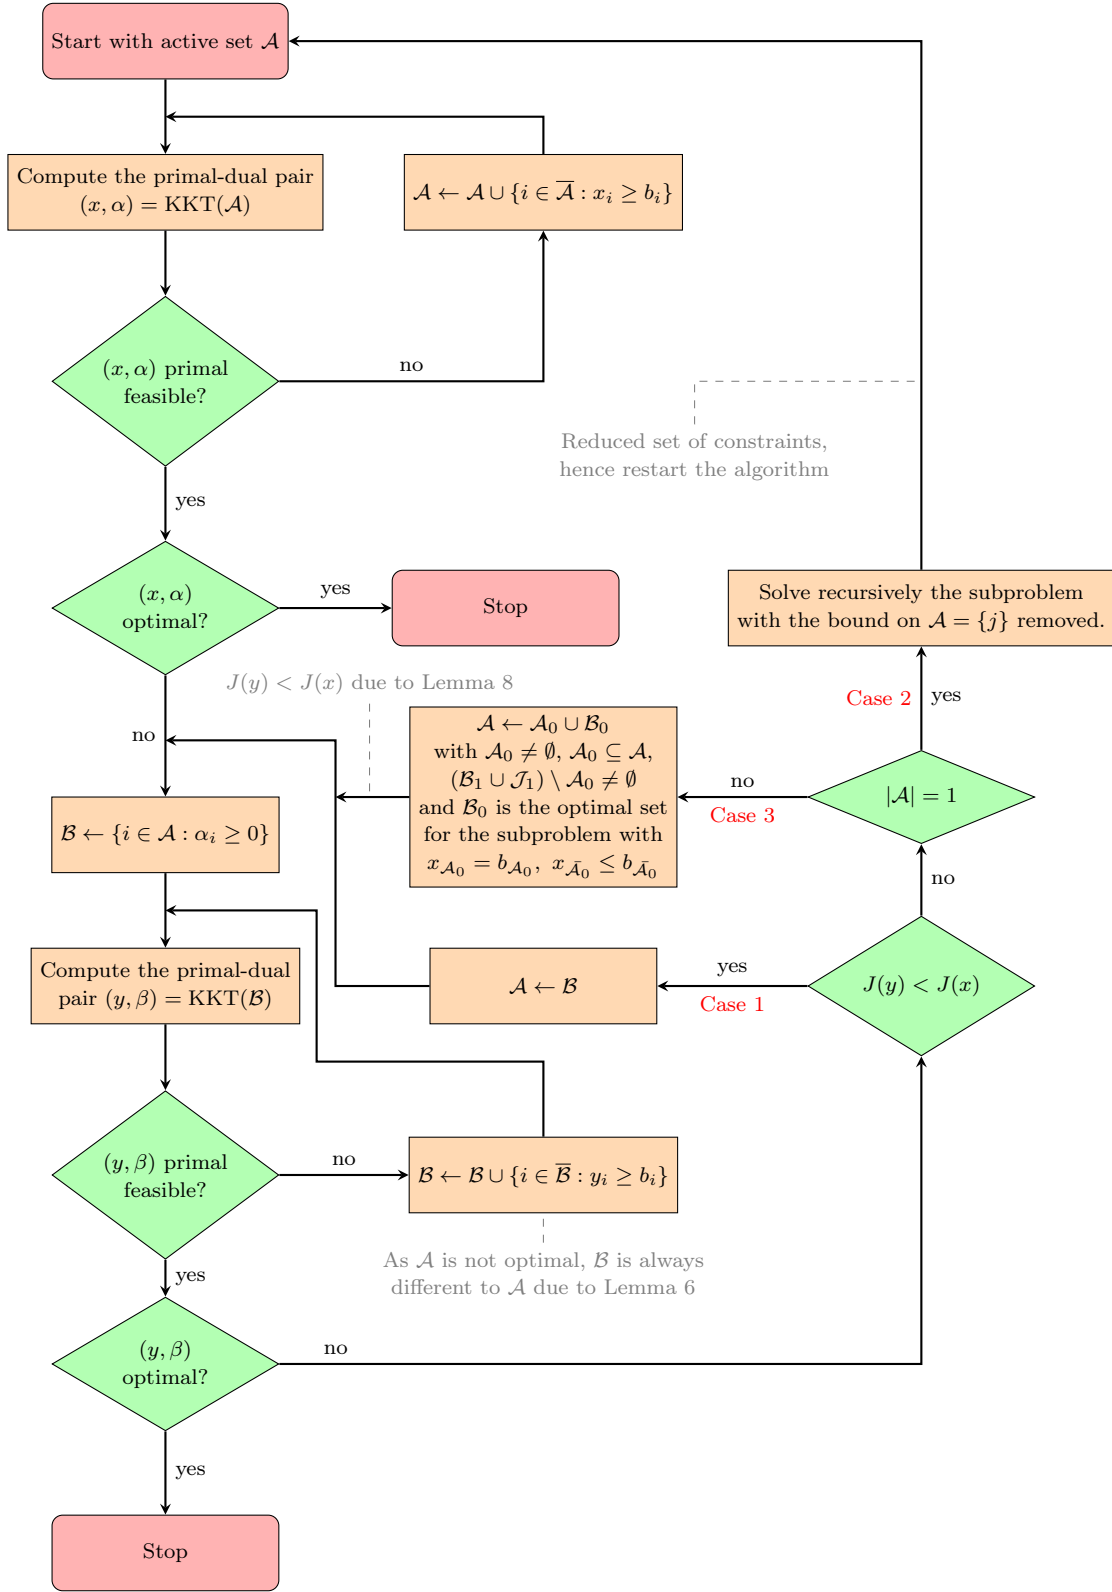 Start with active set 𝒜
Compute the primal-dual pair
(x, α) = KKT(𝒜)
𝒜 ← 𝒜 ∪ {i ∈ 𝒜̅ : xᵢ ≥ bᵢ}
(x, α) primal
feasible?
no
Reduced set of constraints,
hence restart the algorithm
yes
(x, α)
optimal?
yes
Stop
Solve recursively the subproblem
with the bound on 𝒜 = {j} removed.
J(y) < J(x) due to Lemma 8
Case 2
yes
no
𝒜 ← 𝒜₀ ∪ ℬ₀
with 𝒜₀ ≠ ∅, 𝒜₀ ⊆ 𝒜,
(ℬ₁ ∪ 𝒥₁) \ 𝒜₀ ≠ ∅
and ℬ₀ is the optimal set
for the subproblem with
x_{𝒜₀} = b_{𝒜₀}, x_{𝒜̄₀} ≤ b_{𝒜̄₀}
no
Case 3
|𝒜| = 1
ℬ ← {i ∈ 𝒜 : αᵢ ≥ 0}
no
Compute the primal-dual
pair (y, β) = KKT(ℬ)
𝒜 ← ℬ
yes
Case 1
J(y) < J(x)
(y, β) primal
feasible?
no
ℬ ← ℬ ∪ {i ∈ ℬ̅ : yᵢ ≥ bᵢ}
As 𝒜 is not optimal, ℬ is always
different to 𝒜 due to Lemma 6
yes
(y, β)
optimal?
no
yes
Stop